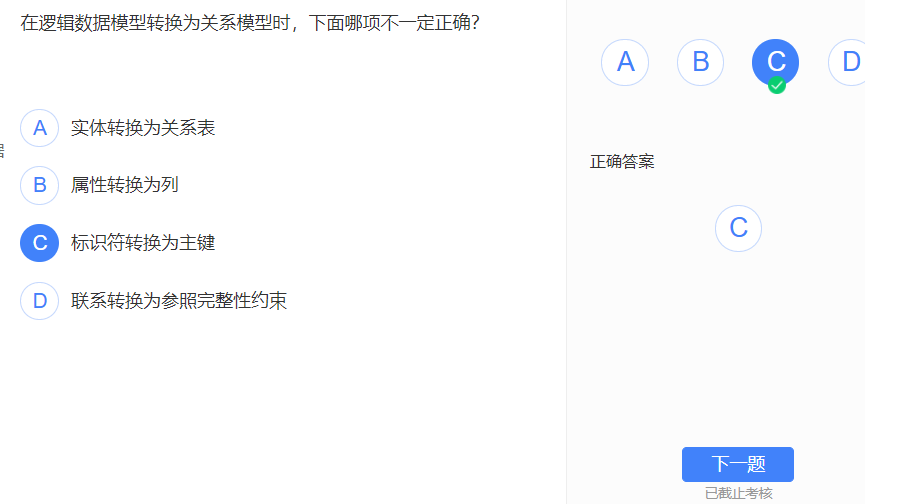 在逻辑数据模型转换为关系模型时，下面哪项不一定正确？
A 实体转换为关系表
B 属性转换为列
C 标识符转换为主键
D 联系转换为参照完整性约束
A B C D
正确答案
C
下一题
已截止考核